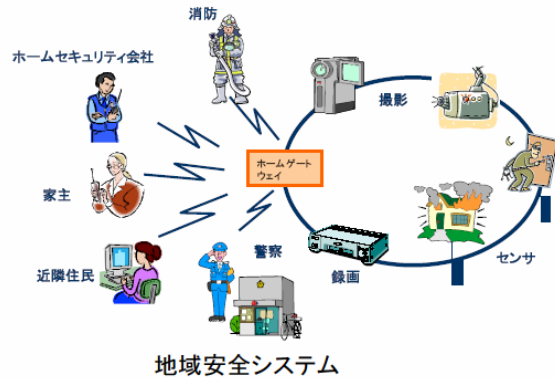 消防
ホームセキュリティ会社
撮影
ホームゲート
ウェイ
家主
センサ
警察
近隣住民
録画
地域安全システム